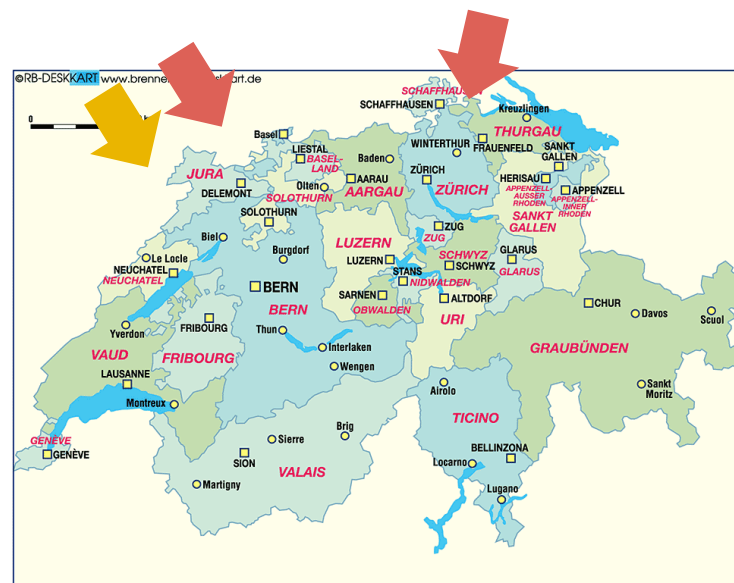 ©RB-DESKKART www.brenne
skart.de
0
SCHAFFHAUSEN
SCHAFFHAUSEN
Kreuzlingen
THURGAU
Basel
WINTERTHUR
FRAUENFELD
SANKT
GALLEN
LIESTAL
BASEL-
LAND
Baden
JURA
DELEMONT
Olten
AARAU
AARGAU
ZÜRICH
ZÜRICH
HERISAU
APPENZELL
AUSSER
RHODEN
APPENZELL
APPENZELL-
INNER
RHODEN
SOLOTHURN
SOLOTHURN
SANKT
GALLEN
Biel
ZUG
ZUG
LUZERN
LUZERN
Le Locle
NEUCHATEL
NEUCHATEL
Burgdorf
SCHWYZ
SCHWYZ
GLARUS
GLARUS
STANS
NIDWALDEN
BERN
BERN
SARNEN
OBWALDEN
ALTDORF
URI
CHUR
Davos
Scuol
Yverdon
FRIBOURG
FRIBOURG
Thun
Interlaken
Wengen
GRAUBÜNDEN
VAUD
LAUSANNE
Montreux
Airolo
Sankt
Moritz
TICINO
GENÈVE
GENÈVE
Sierre
Brig
SION
VALAIS
BELLINZONA
Locarno
Martigny
Lugano